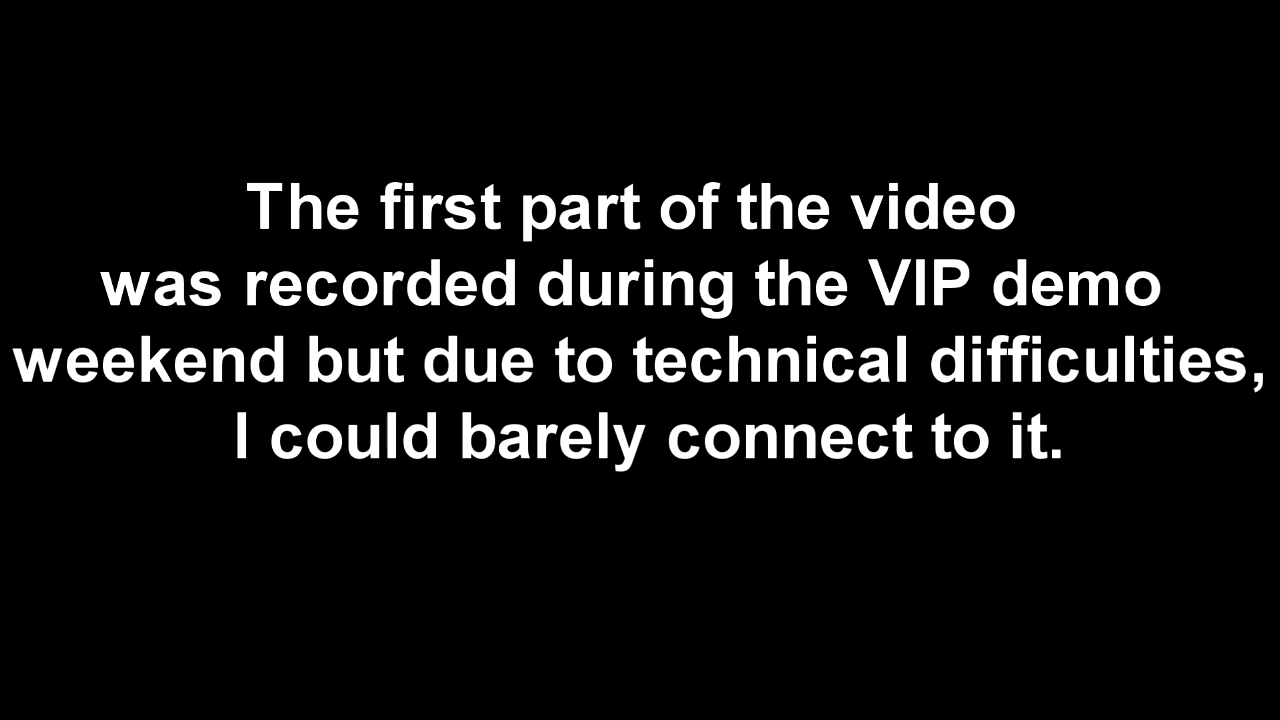 The first part of the video
was recorded during the VIP demo
weekend but due to technical difficulties,
I could barely connect to it.